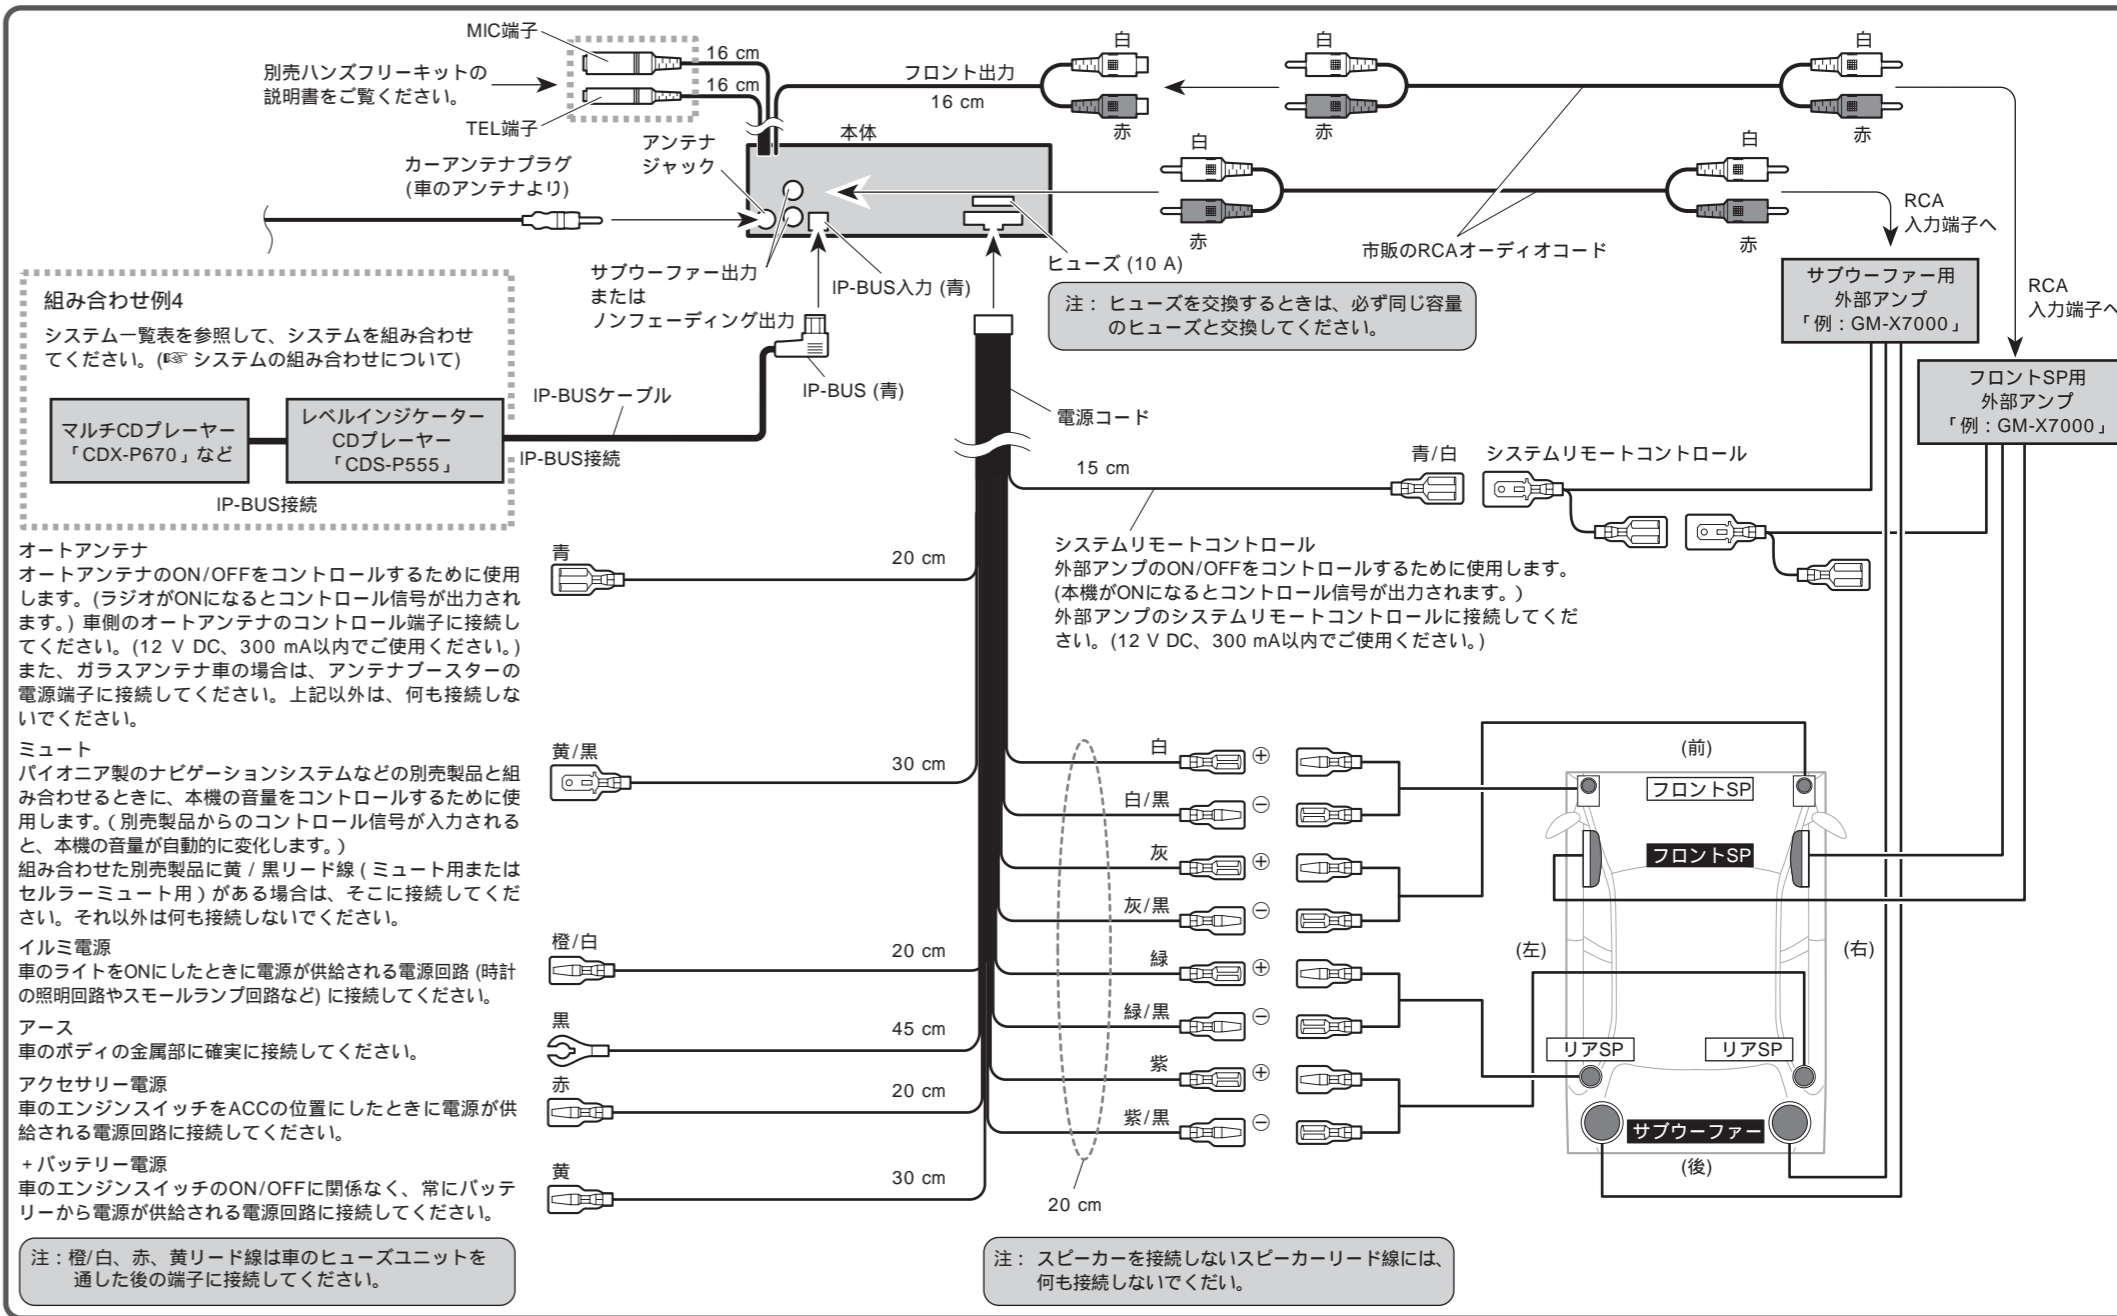 MIC端子
別売ハンズフリーキットの
説明書をご覧ください。
TEL端子
16 cm
16 cm
フロント出力
16 cm
白
赤
白
赤
白
赤
アンテナ
ジャック
本体
カーアンテナプラグ
(車のアンテナより)
白
赤
白
赤
市販のRCAオーディオコード
RCA
入力端子へ
RCA
入力端子へ
サブウーファー出力
または
ノンフェーディング出力
IP-BUS入力 (青)
ヒューズ (10 A)
注： ヒューズを交換するときは、必ず同じ容量
のヒューズと交換してください。
サブウーファー用
外部アンプ
「例：GM-X7000」
フロントSP用
外部アンプ
「例：GM-X7000」
組み合わせ例4
システム一覧表を参照して、システムを組み合わせ
てください。(☞ システムの組み合わせについて)
マルチCDプレーヤー
「CDX-P670」など
レベルインジケーター
CDプレーヤー
「CDS-P555」
IP-BUS接続
IP-BUSケーブル
IP-BUS接続
IP-BUS (青)
電源コード
15 cm
青/白
システムリモートコントロール
システムリモートコントロール
外部アンプのON/OFFをコントロールするために使用します。
(本機がONになるとコントロール信号が出力されます。)
外部アンプのシステムリモートコントロールに接続してくだ
さい。(12 V DC、300 mA以内でご使用ください。)
オートアンテナ
オートアンテナのON/OFFをコントロールするために使用
します。(ラジオがONになるとコントロール信号が出力され
ます。) 車側のオートアンテナのコントロール端子に接続し
てください。(12 V DC、300 mA以内でご使用ください。)
また、ガラスアンテナ車の場合は、アンテナブースターの
電源端子に接続してください。上記以外は、何も接続しな
いでください。
青
20 cm
ミュート
パイオニア製のナビゲーションシステムなどの別売製品と組
み合わせるときに、本機の音量をコントロールするために使
用します。(別売製品からのコントロール信号が入力される
と、本機の音量が自動的に変化します。)
組み合わせた別売製品に黄 / 黒リード線 (ミュート用または
セルラーミュート用) がある場合は、そこに接続してくだ
さい。それ以外は何も接続しないでください。
黄/黒
30 cm
イルミ電源
車のライトをONにしたときに電源が供給される電源回路 (時計
の照明回路やスモールランプ回路など) に接続してください。
橙/白
20 cm
アース
車のボディの金属部に確実に接続してください。
黒
45 cm
アクセサリー電源
車のエンジンスイッチをACCの位置にしたときに電源が供
給される電源回路に接続してください。
赤
20 cm
+バッテリー電源
車のエンジンスイッチのON/OFFに関係なく、常にバッテ
リーから電源が供給される電源回路に接続してください。
黄
30 cm
注：橙/白、赤、黄リード線は車のヒューズユニットを
通した後の端子に接続してください。
白 ⊕
白/黒 ⊖
灰 ⊕
灰/黒 ⊖
緑 ⊕
緑/黒 ⊖
紫 ⊕
紫/黒 ⊖
20 cm
注： スピーカーを接続しないスピーカーリード線には、
何も接続しないでくだい。
(前)
フロントSP
フロントSP
(左)
(右)
リアSP
リアSP
サブウーファー
(後)